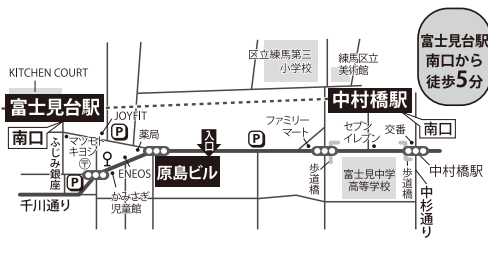 富士見台駅
南口から
徒歩5分
区立練馬第三
小学校
練馬区立
美術館
KITCHEN COURT
富士見台駅
中村橋駅
南口
JOYFIT
P
薬局
入口
P
ファミリー
マート
セブン
イレブン
交番
南口
ふじみ銀座
マツモト
キヨシ
〒
P
ENEOS
原島ビル
かみさぎ
児童館
千川通り
歩道橋
富士見中学
高等学校
歩道橋
中村橋駅
中杉通り